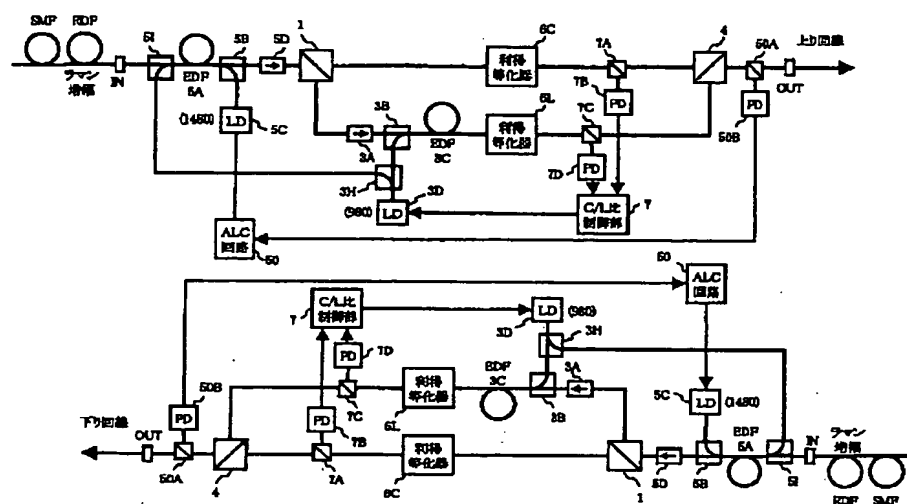 SMF
RDF
ラマン
増幅
IN
5I
EDF
5A
5B
5D
1
(1480)
LD
5C
3A
3B
EDF
3C
利得
等化器
6C
利得
等化器
6L
7A
PD
7B
7C
PD
7D
4
50A
OUT
上り回線
PD
50B
3H
(980)
LD
3D
C/L比
制御部
7
ALC
回路
50
C/L比
制御部
7
LD
(980)
3D
3H
50
ALC
回路
PD
7D
50B
PD
利得
等化器
6L
EDF
3C
3A
3B
5C
LD
(1480)
7C
PD
7B
下り回線
OUT
50A
4
7A
利得
等化器
6C
1
5D
5B
EDF
5A
5I
IN
ラマン
増幅
RDF
SMF